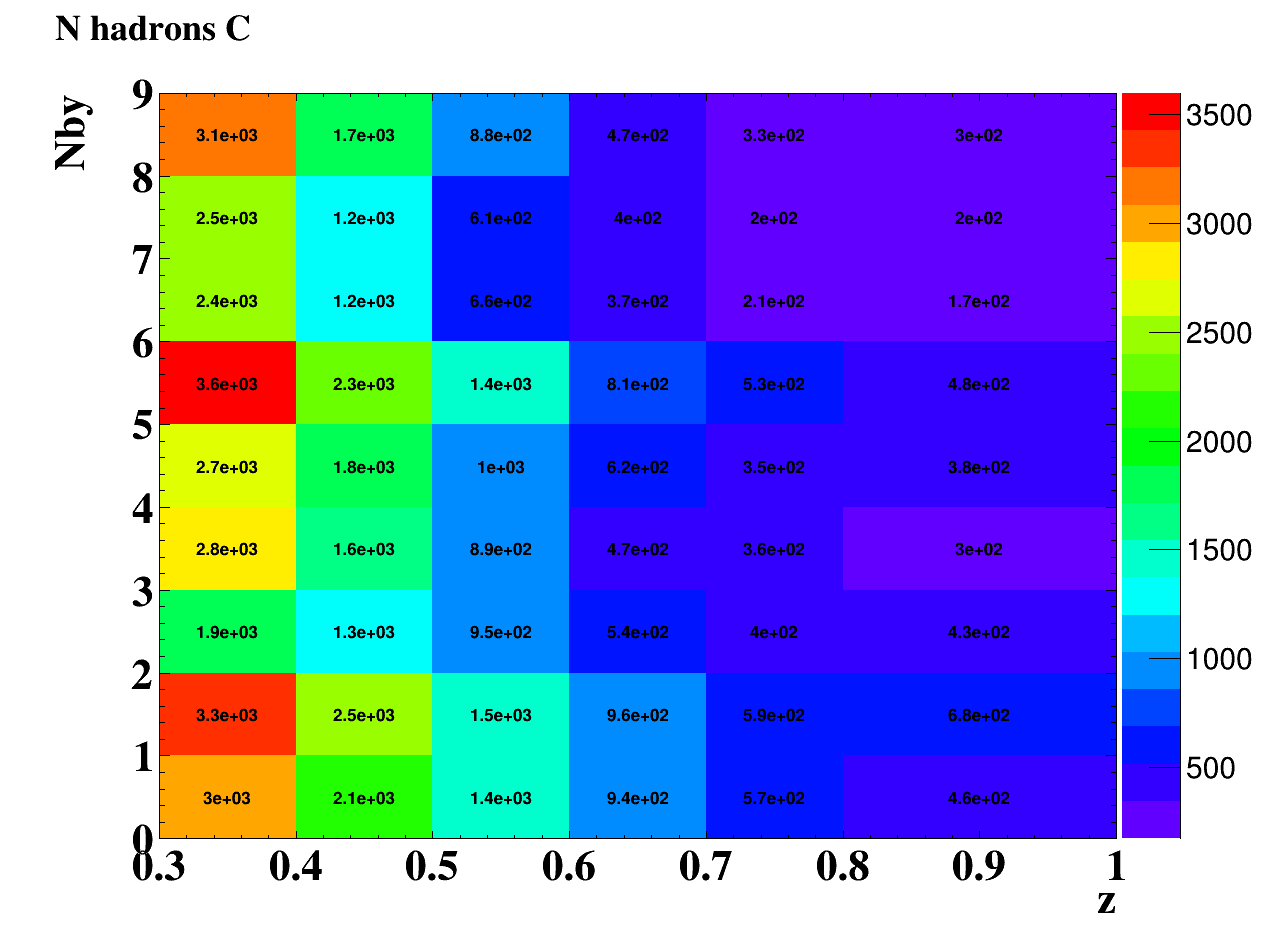 N hadrons C
Nby
9
3.1e+03 1.7e+03 8.8e+02 4.7e+02 3.3e+02 3e+02
3500
8
2.5e+03 1.2e+03 6.1e+02 4e+02 2e+02 2e+02
3000
7
2.4e+03 1.2e+03 6.6e+02 3.7e+02 2.1e+02 1.7e+02
2500
6
3.6e+03 2.3e+03 1.4e+03 8.1e+02 5.3e+02 4.8e+02
5
2000
2.7e+03 1.8e+03 1e+03 6.2e+02 3.5e+02 3.8e+02
4
2.8e+03 1.6e+03 8.9e+02 4.7e+02 3.6e+02 3e+02
1500
3
1.9e+03 1.3e+03 9.5e+02 5.4e+02 4e+02 4.3e+02
1000
2
3.3e+03 2.5e+03 1.5e+03 9.6e+02 5.9e+02 6.8e+02
1
500
3e+03 2.1e+03 1.4e+03 9.4e+02 5.7e+02 4.6e+02
0
0.3 0.4 0.5 0.6 0.7 0.8 0.9 1
z